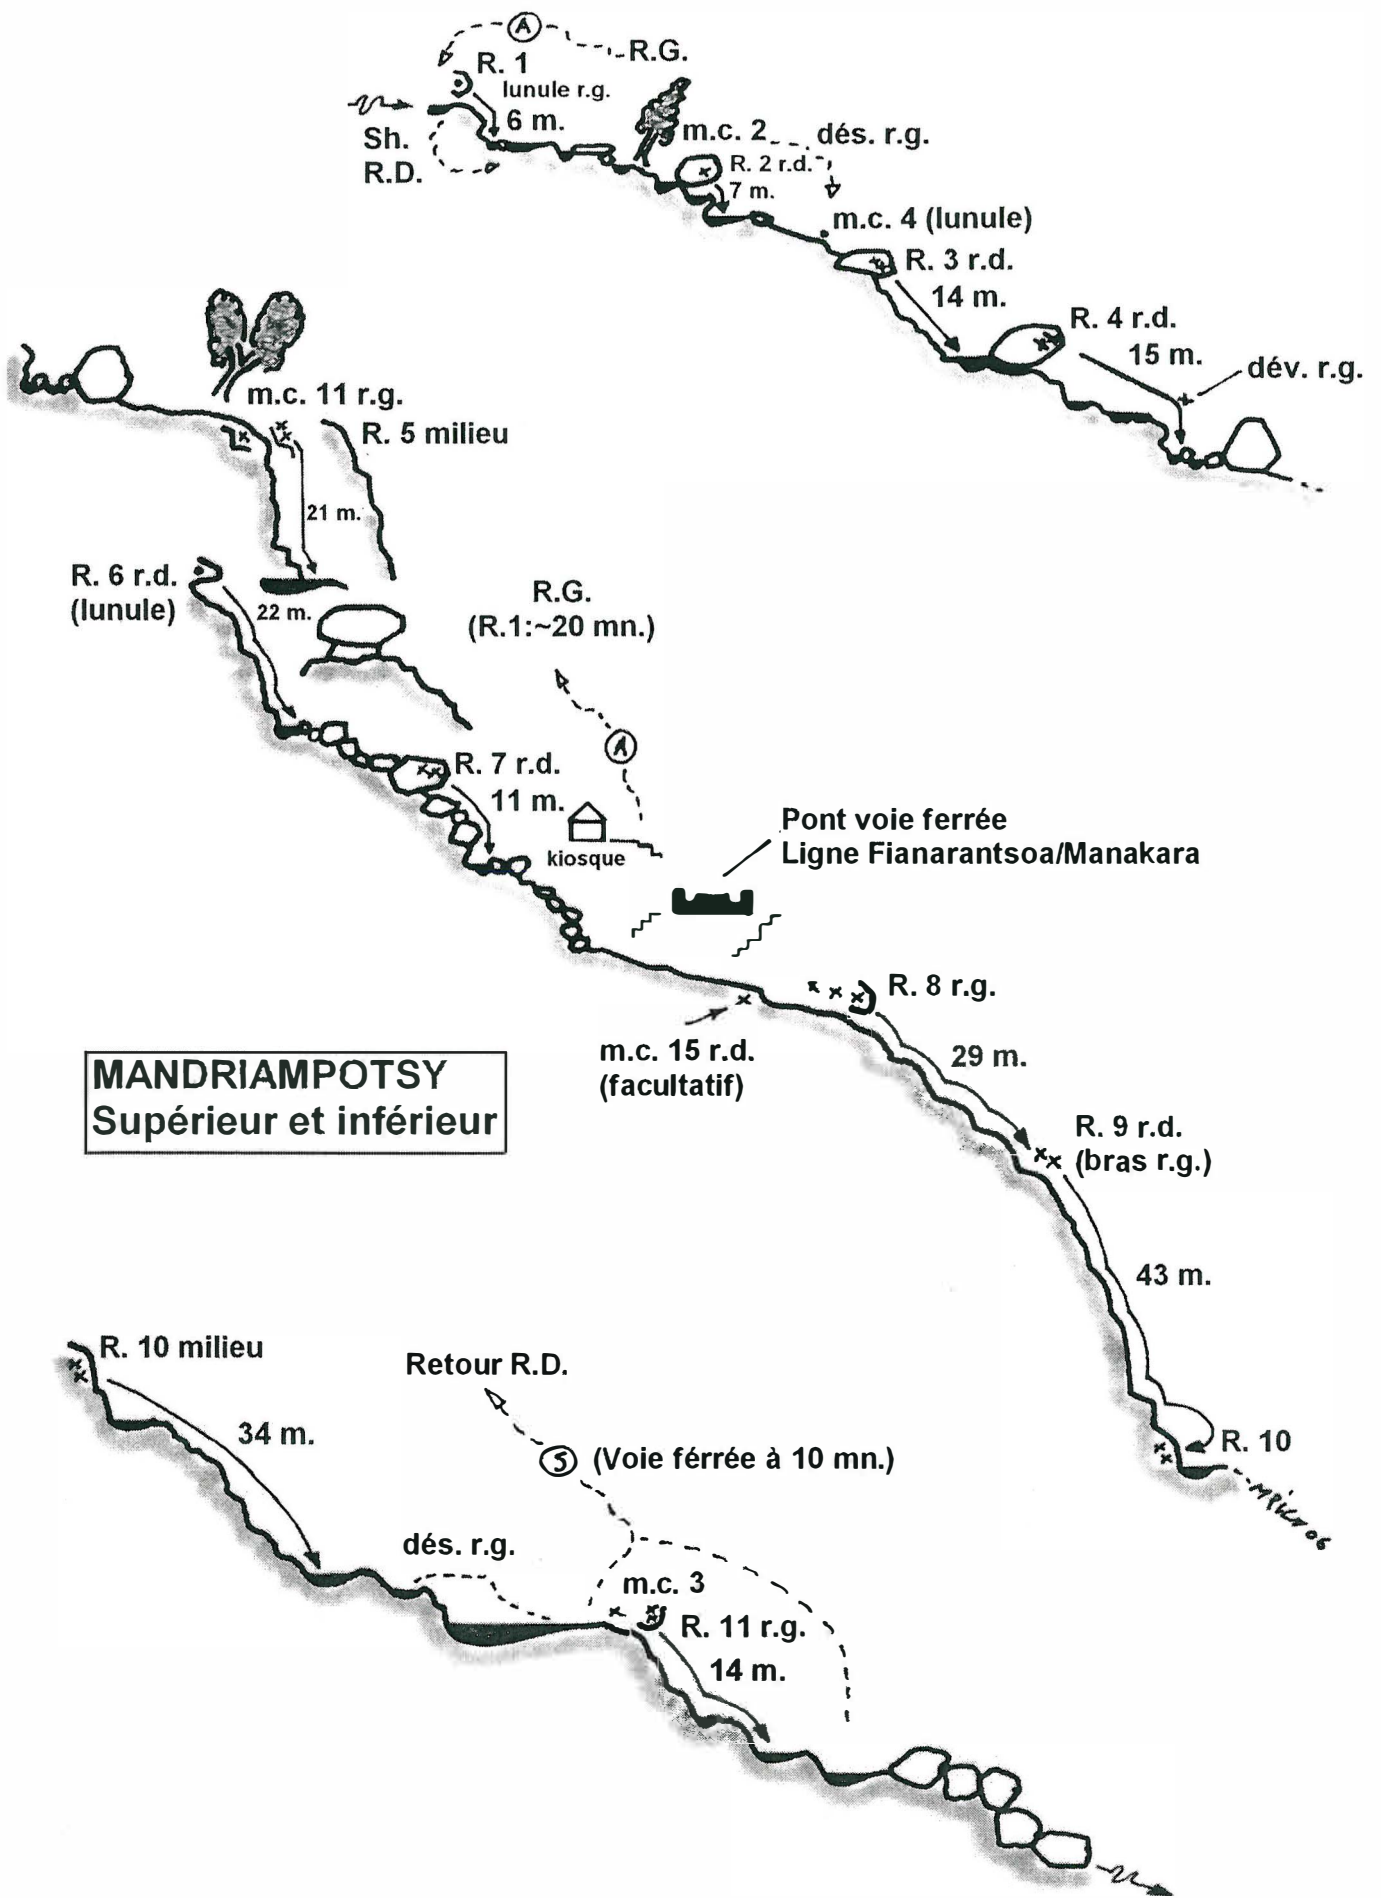 A
R.G.
R. 1
lunule r.g.
6 m.
Sh.
R.D.
m.c. 2
dés. r.g.
R. 2 r.d.
7 m.
m.c. 4 (lunule)
R. 3 r.d.
14 m.
R. 4 r.d.
15 m.
dév. r.g.
m.c. 11 r.g.
R. 5 milieu
21 m.
R. 6 r.d.
(lunule)
22 m.
R.G.
(R.1:~20 mn.)
A
R. 7 r.d.
11 m.
kiosque
Pont voie ferrée
Ligne Fianarantsoa/Manakara
R. 8 r.g.
m.c. 15 r.d.
(facultatif)
29 m.
MANDRIAMPOTSY
Supérieur et inférieur
R. 9 r.d.
(bras r.g.)
43 m.
R. 10
R. 10 milieu
34 m.
Retour R.D.
S (Voie férrée à 10 mn.)
dés. r.g.
m.c. 3
R. 11 r.g.
14 m.